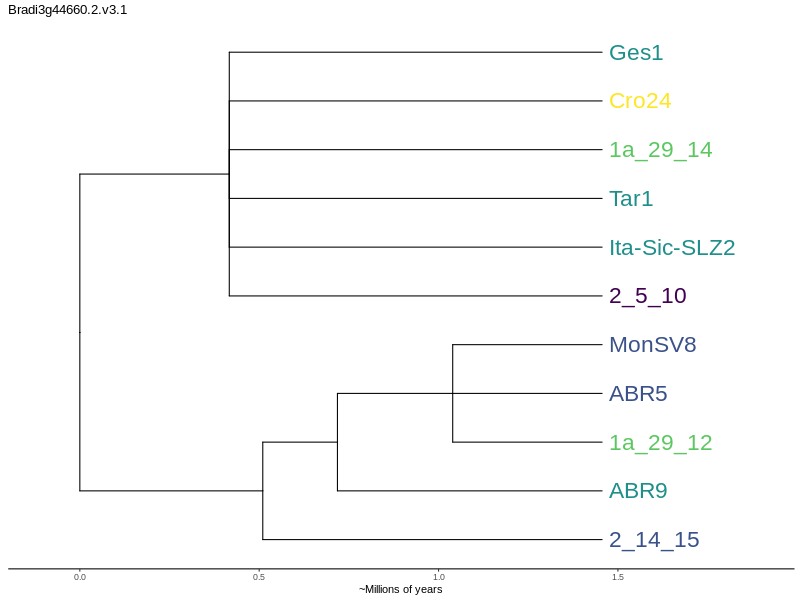 Bradi3g44660.2.v3.1
Ges1
Cro24
1a_29_14
Tar1
Ita-Sic-SLZ2
2_5_10
MonSV8
ABR5
1a_29_12
ABR9
2_14_15
0.0 0.5 1.0 1.5
~Millions of years